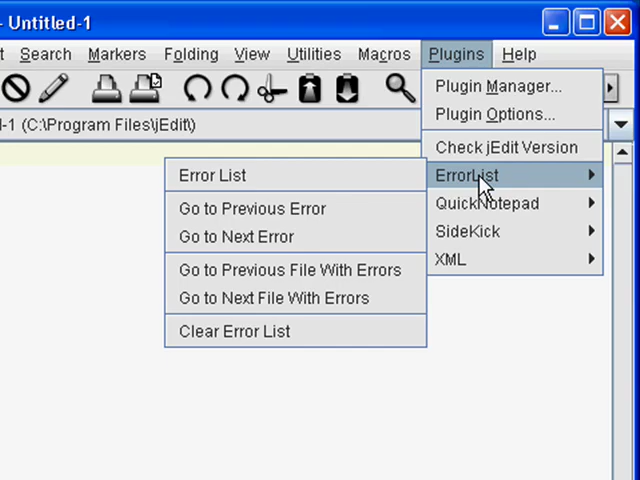 - Untitled-1
t Search Markers Folding View Utilities Macros Plugins Help
-1 (C:\Program Files\jEdit\)
Plugin Manager...
Plugin Options...
Check jEdit Version
ErrorList
QuickNotepad
SideKick
XML
Error List
Go to Previous Error
Go to Next Error
Go to Previous File With Errors
Go to Next File With Errors
Clear Error List